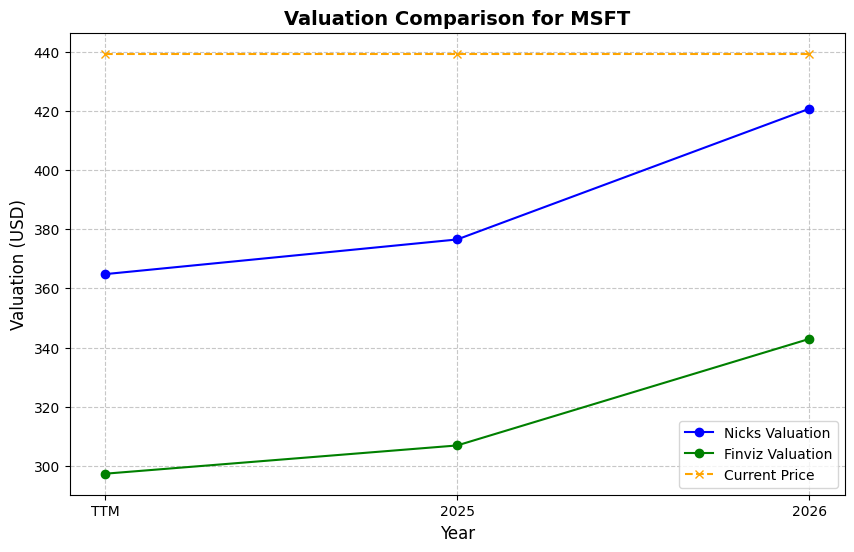 Valuation Comparison for MSFT
Valuation (USD)
440
420
400
380
360
340
320
300
Nicks Valuation
Finviz Valuation
Current Price
TTM 2025 2026
Year